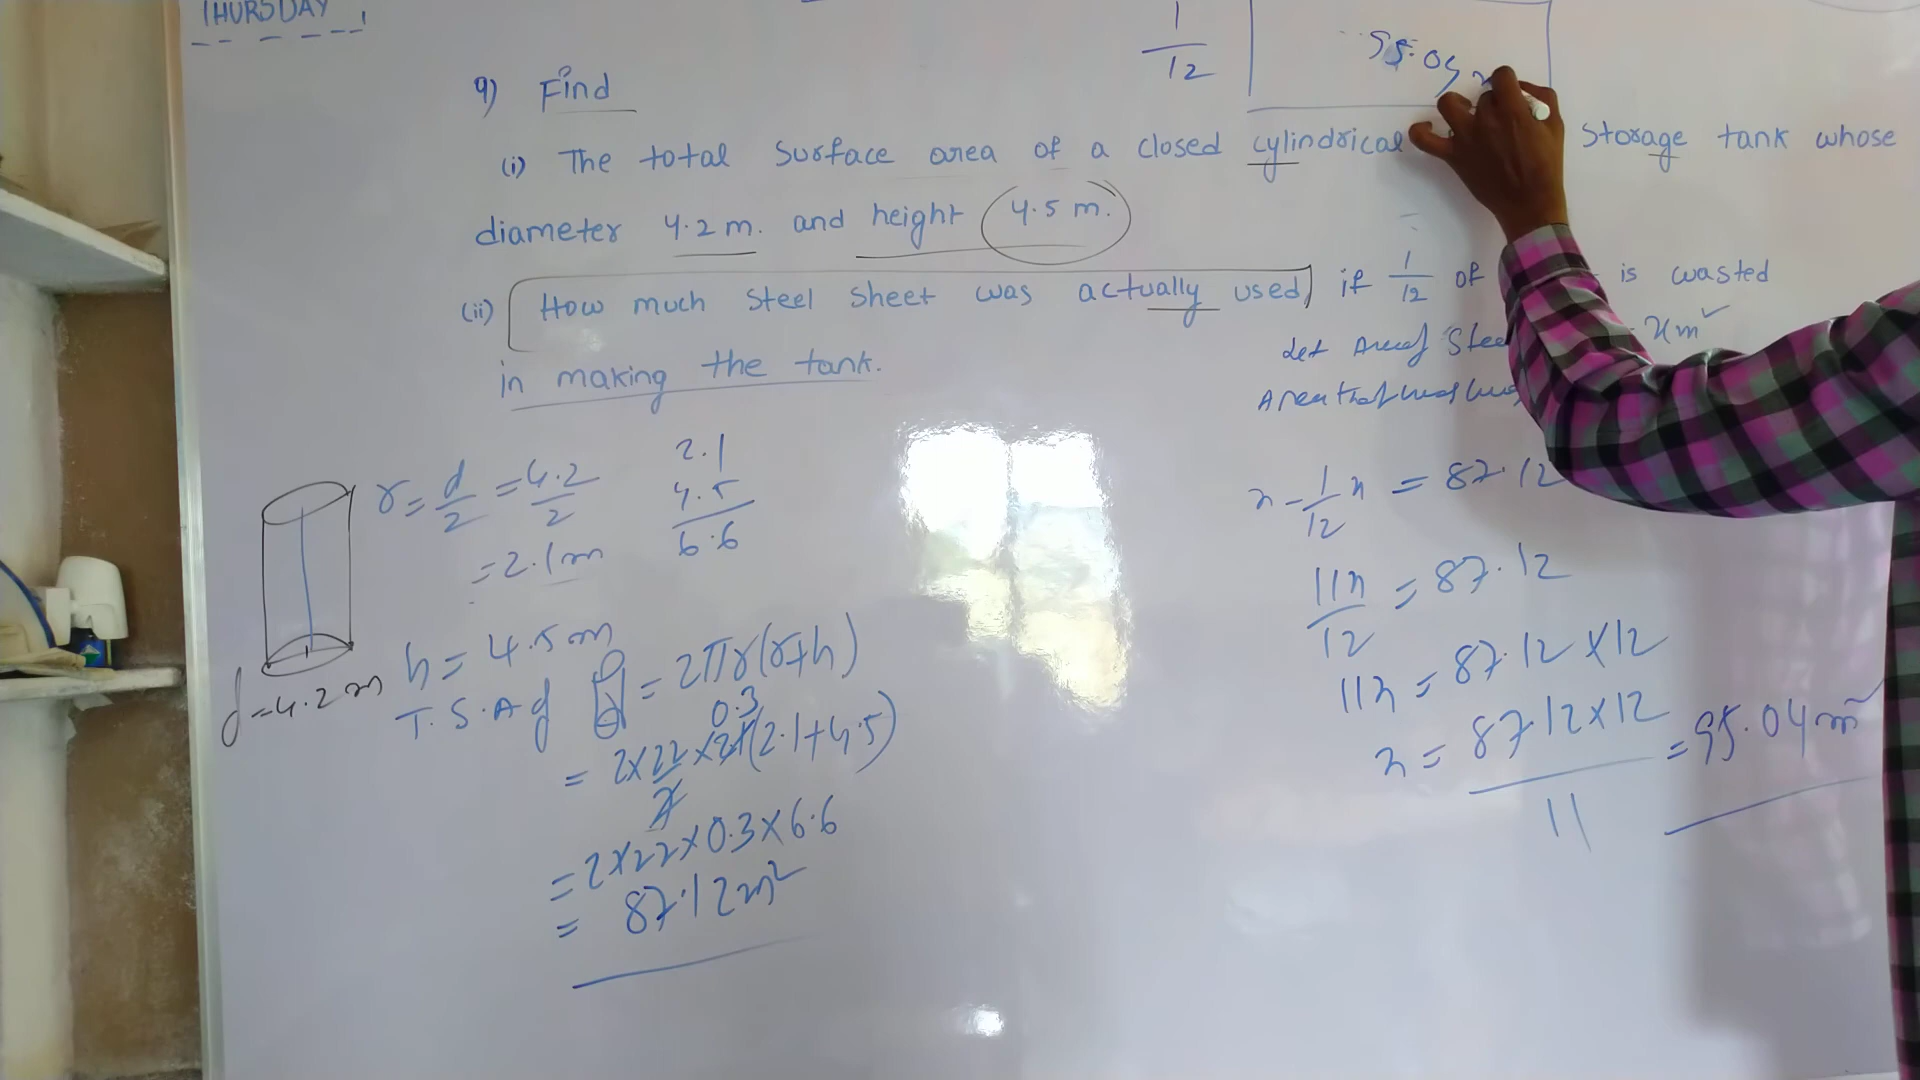 THURSDAY
1/12
95.04
9) Find
(i) The total surface area of a closed cylindrical storage tank whose
diameter 4.2 m. and height 4.5 m.
(ii) How much steel sheet was actually used, if 1/12 of is wasted
in making the tank.
Let Area of Stee xm²
Area that was
r = d/2 = 4.2/2
= 2.1m
2.1
4.5
6.6
d = 4.2 m
h = 4.5 m
T.S.A of = 2πr(r+h)
0.3
= 2×22/7×2.1(2.1+4.5)
= 2×22×0.3×6.6
= 87.12 m²
x - 1/12 x = 87.12
11x/12 = 87.12
11x = 87.12×12
x = 87.12×12/11 = 95.04 m²